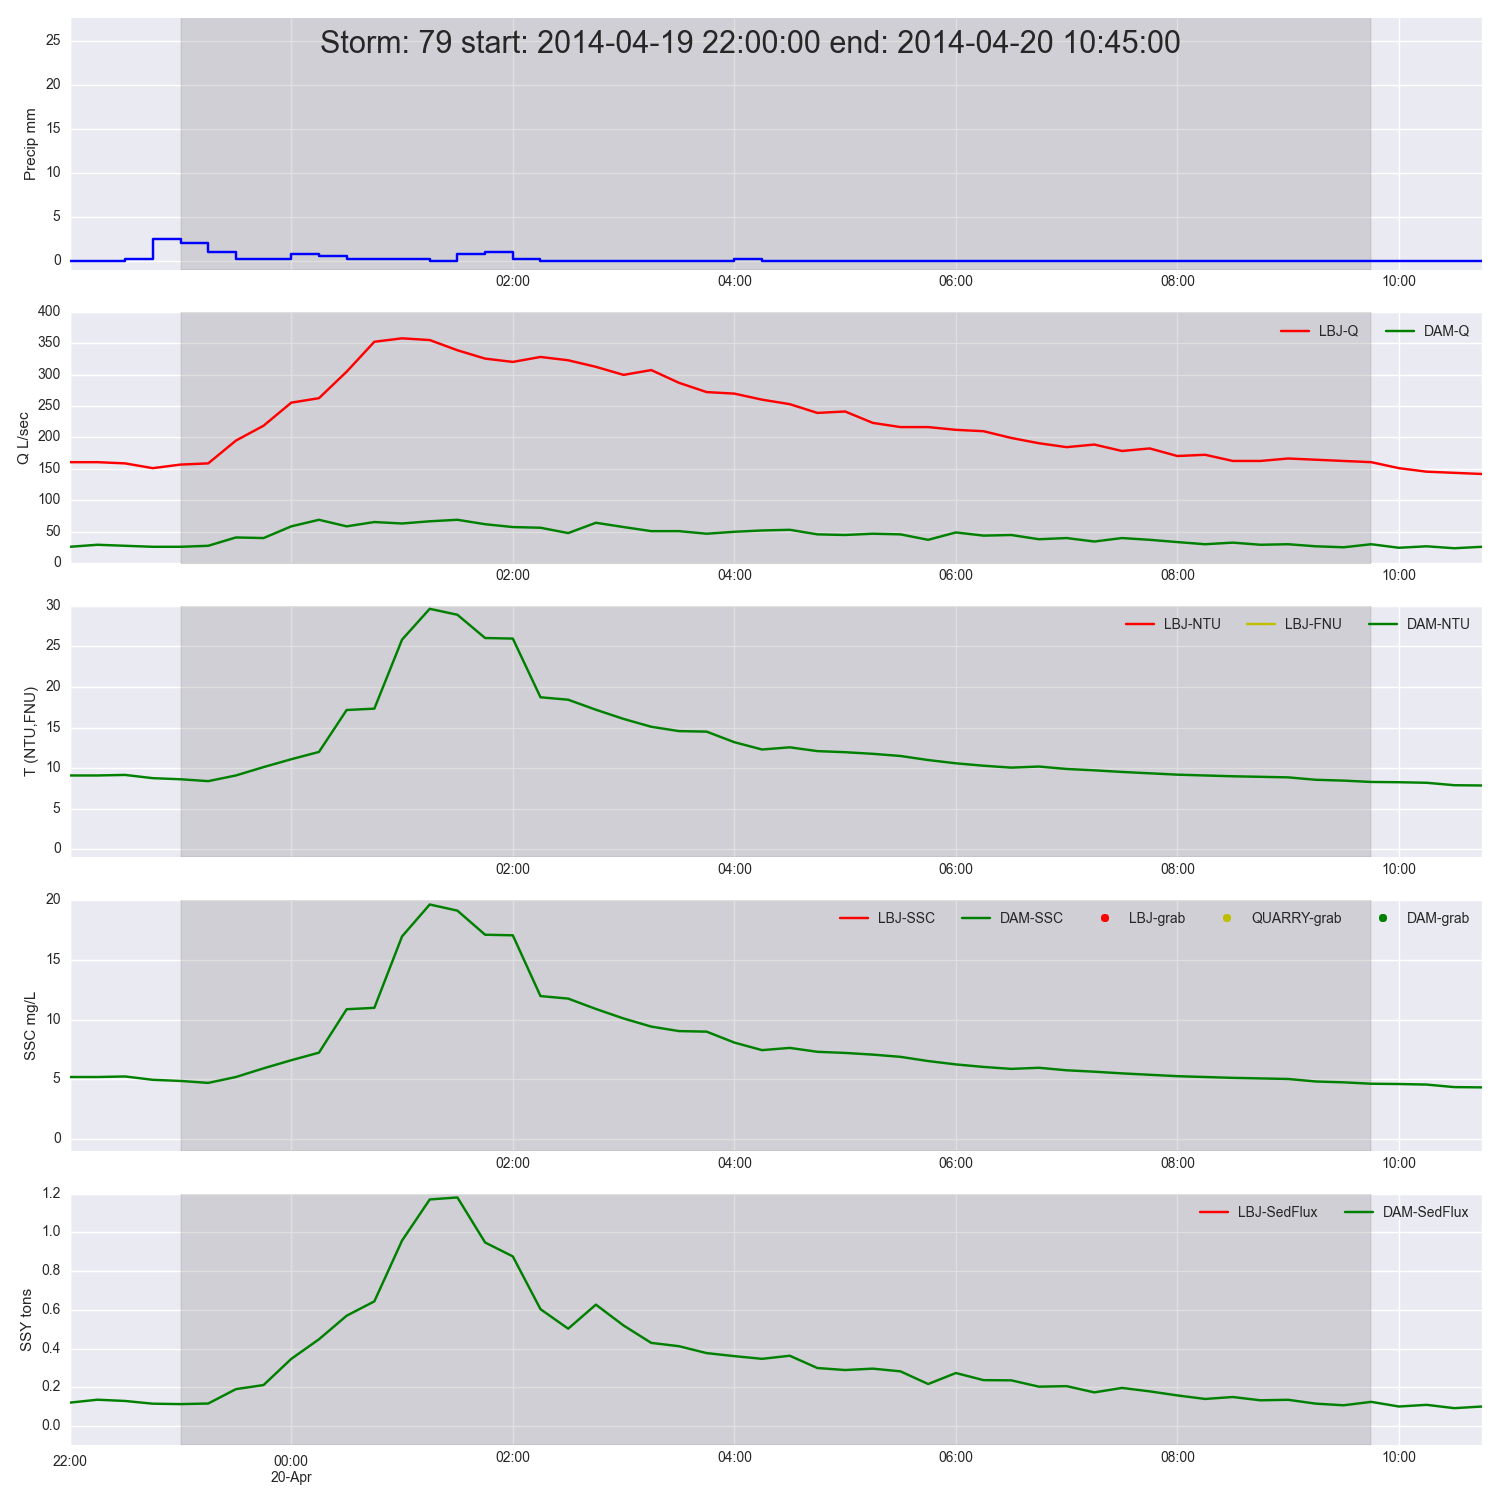 Storm: 79 start: 2014-04-19 22:00:00 end: 2014-04-20 10:45:00
25
20
15
10
5
0
Precip mm
02:00 04:00 06:00 08:00 10:00
LBJ-Q DAM-Q
400
350
300
250
200
150
100
50
0
Q L/sec
02:00 04:00 06:00 08:00 10:00
LBJ-NTU LBJ-FNU DAM-NTU
30
25
20
15
10
5
0
T (NTU,FNU)
02:00 04:00 06:00 08:00 10:00
LBJ-SSC DAM-SSC LBJ-grab QUARRY-grab DAM-grab
20
15
10
5
0
SSC mg/L
02:00 04:00 06:00 08:00 10:00
LBJ-SedFlux DAM-SedFlux
1.2
1.0
0.8
0.6
0.4
0.2
0.0
SSY tons
22:00 00:00 02:00 04:00 06:00 08:00 10:00
20-Apr